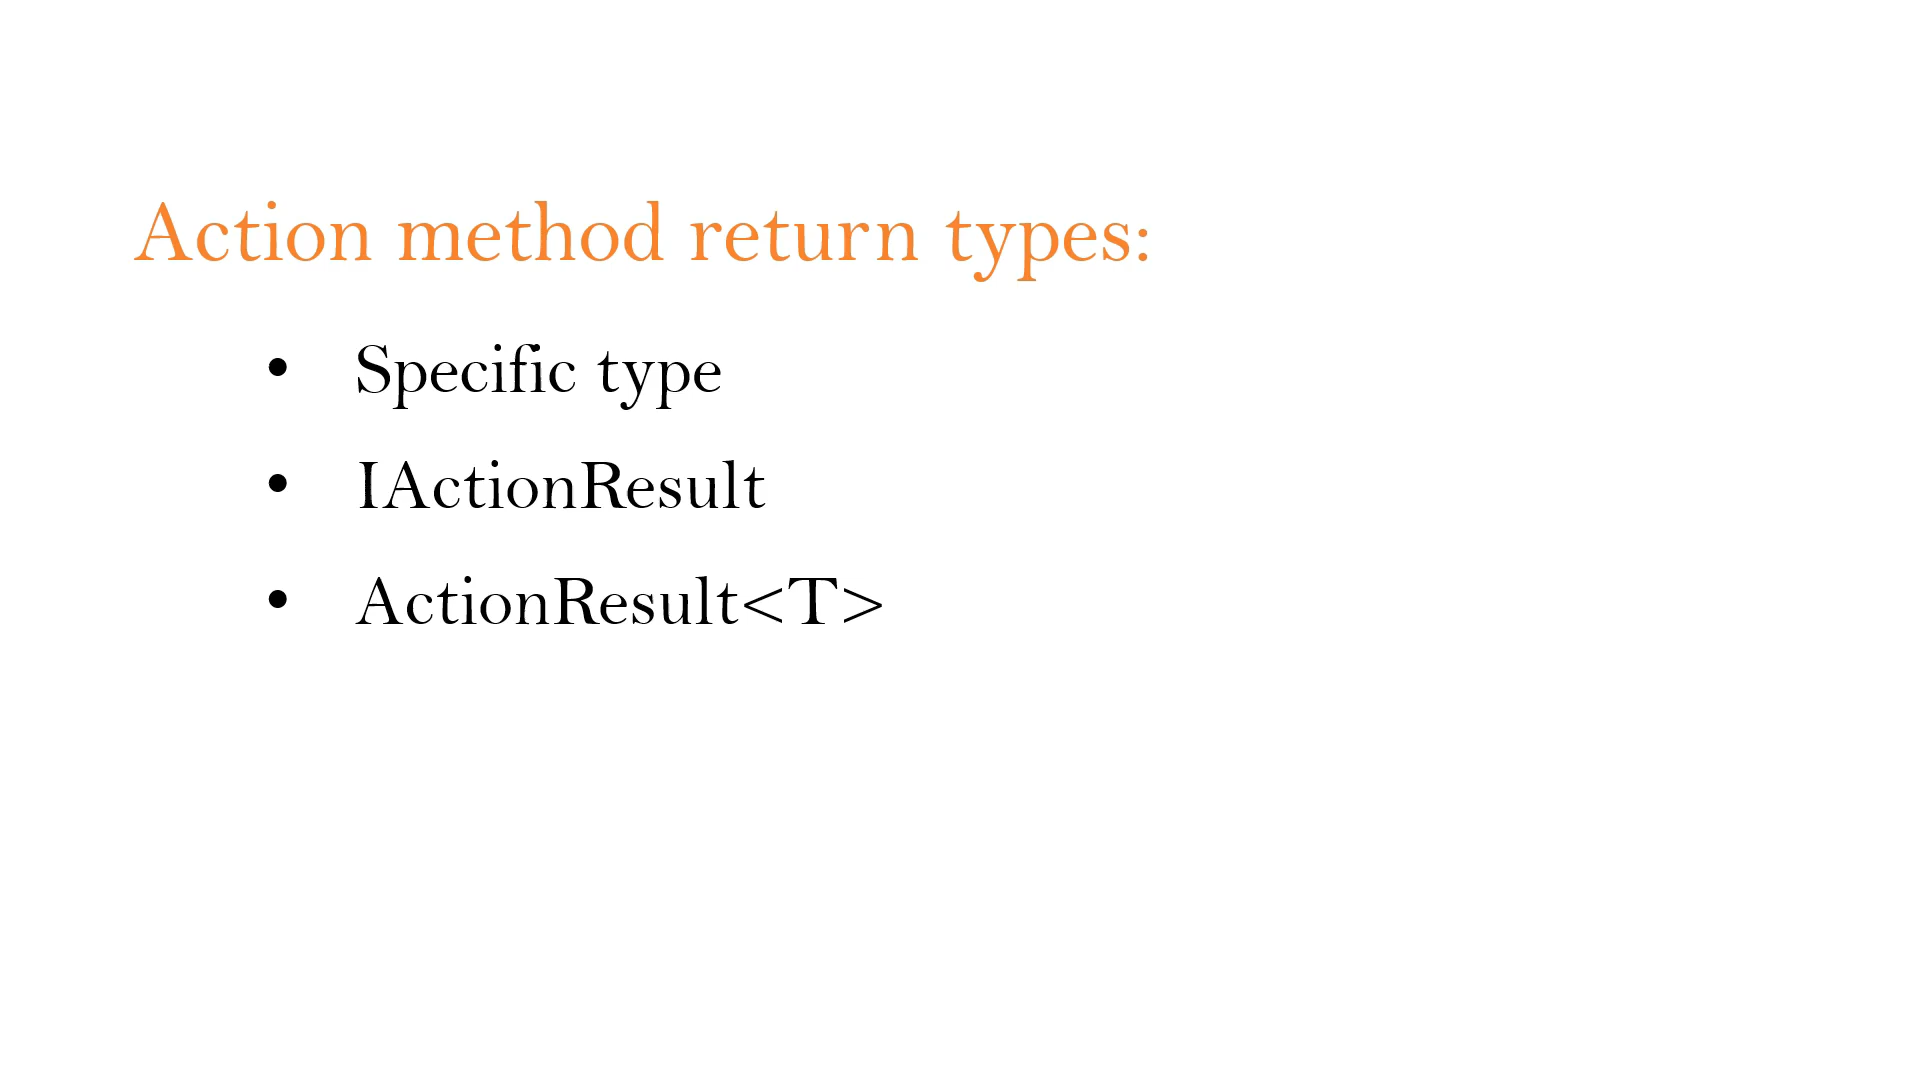 Action method return types:
• Specific type
• IActionResult
• ActionResult<T>